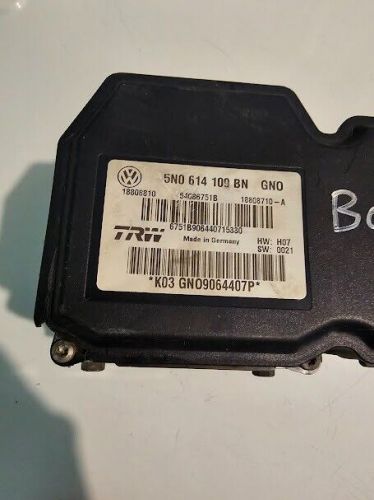 5N0 614 109 BN GNO
18808810 54086751B 18808710-A
6751B906440715330
TRW Made in Germany HW: H07
SW: 0021
*K03 GNO9064407P*